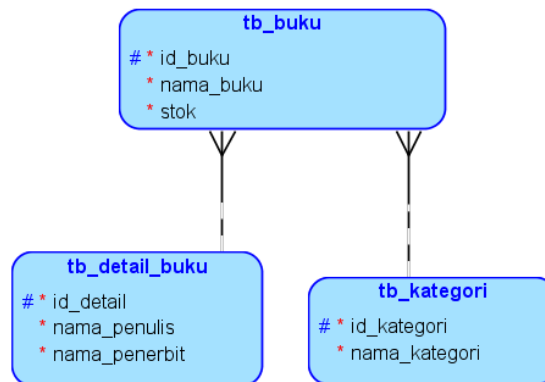 tb_buku
# * id_buku
* nama_buku
* stok
tb_detail_buku
# * id_detail
* nama_penulis
* nama_penerbit
tb_kategori
# * id_kategori
* nama_kategori